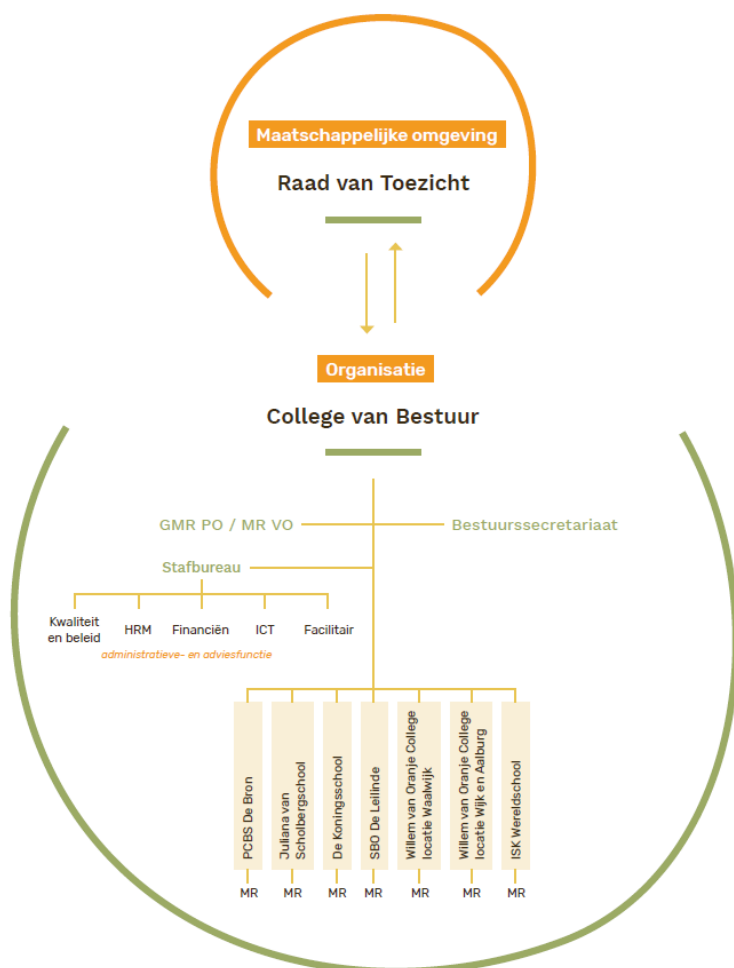 Maatschappelijke omgeving
Raad van Toezicht
Organisatie
College van Bestuur
GMR PO / MR VO
Bestuurssecretariaat
Stafbureau
Kwaliteit
en beleid
HRM
Financiën
ICT
Facilitair
administratieve- en adviesfunctie
PCBS De Bron
Juliana van
Scholbergschool
De Koningsschool
SBO De Leilinde
Willem van Oranje College
locatie Waalwijk
Willem van Oranje College
locatie Wijk en Aalburg
ISK Wereldschool
MR
MR
MR
MR
MR
MR
MR